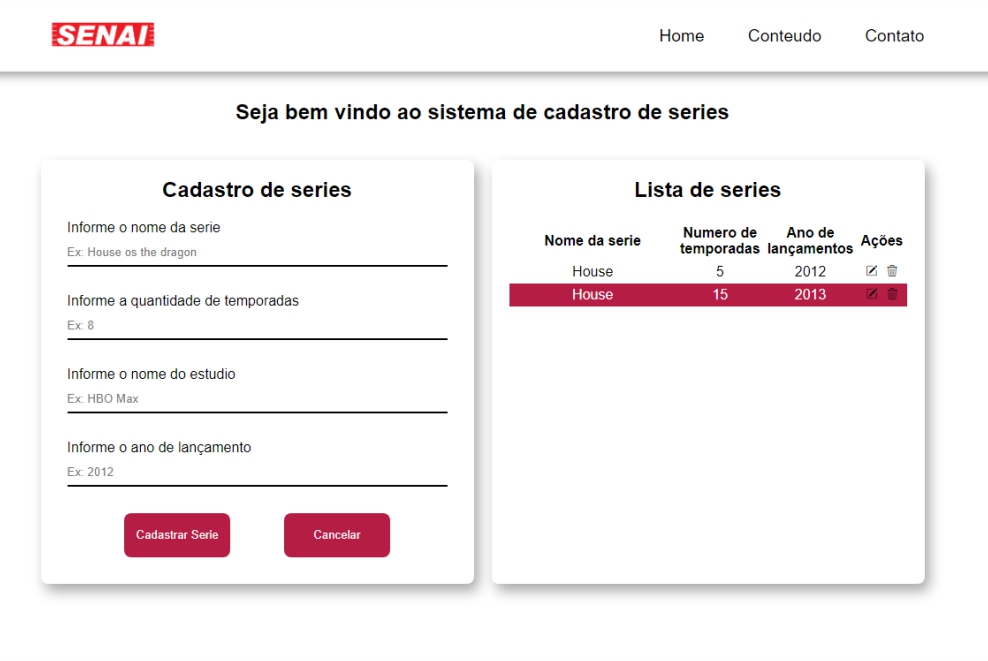 SENAI
Home Conteudo Contato
Seja bem vindo ao sistema de cadastro de series
Cadastro de series
Informe o nome da serie
Ex: House os the dragon
Informe a quantidade de temporadas
Ex: 8
Informe o nome do estudio
Ex: HBO Max
Informe o ano de lançamento
Ex: 2012
Cadastrar Serie Cancelar
Lista de series
Nome da serie Numero de temporadas Ano de lançamentos Ações
House 5 2012
House 15 2013